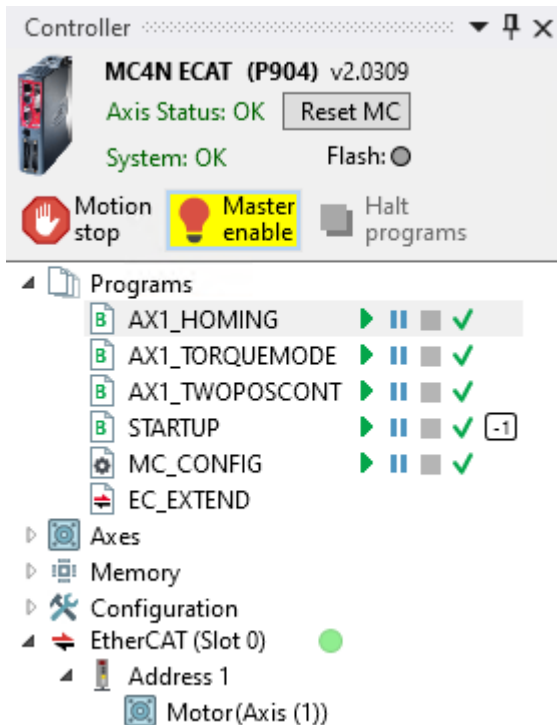 Controller
MC4N ECAT (P904) v2.0309
Axis Status: OK Reset MC
System: OK Flash:
Motion stop
Master enable
Halt programs
Programs
AX1_HOMING
AX1_TORQUEMODE
AX1_TWOPOSCONT
STARTUP -1
MC_CONFIG
EC_EXTEND
Axes
Memory
Configuration
EtherCAT (Slot 0)
Address 1
Motor(Axis (1))